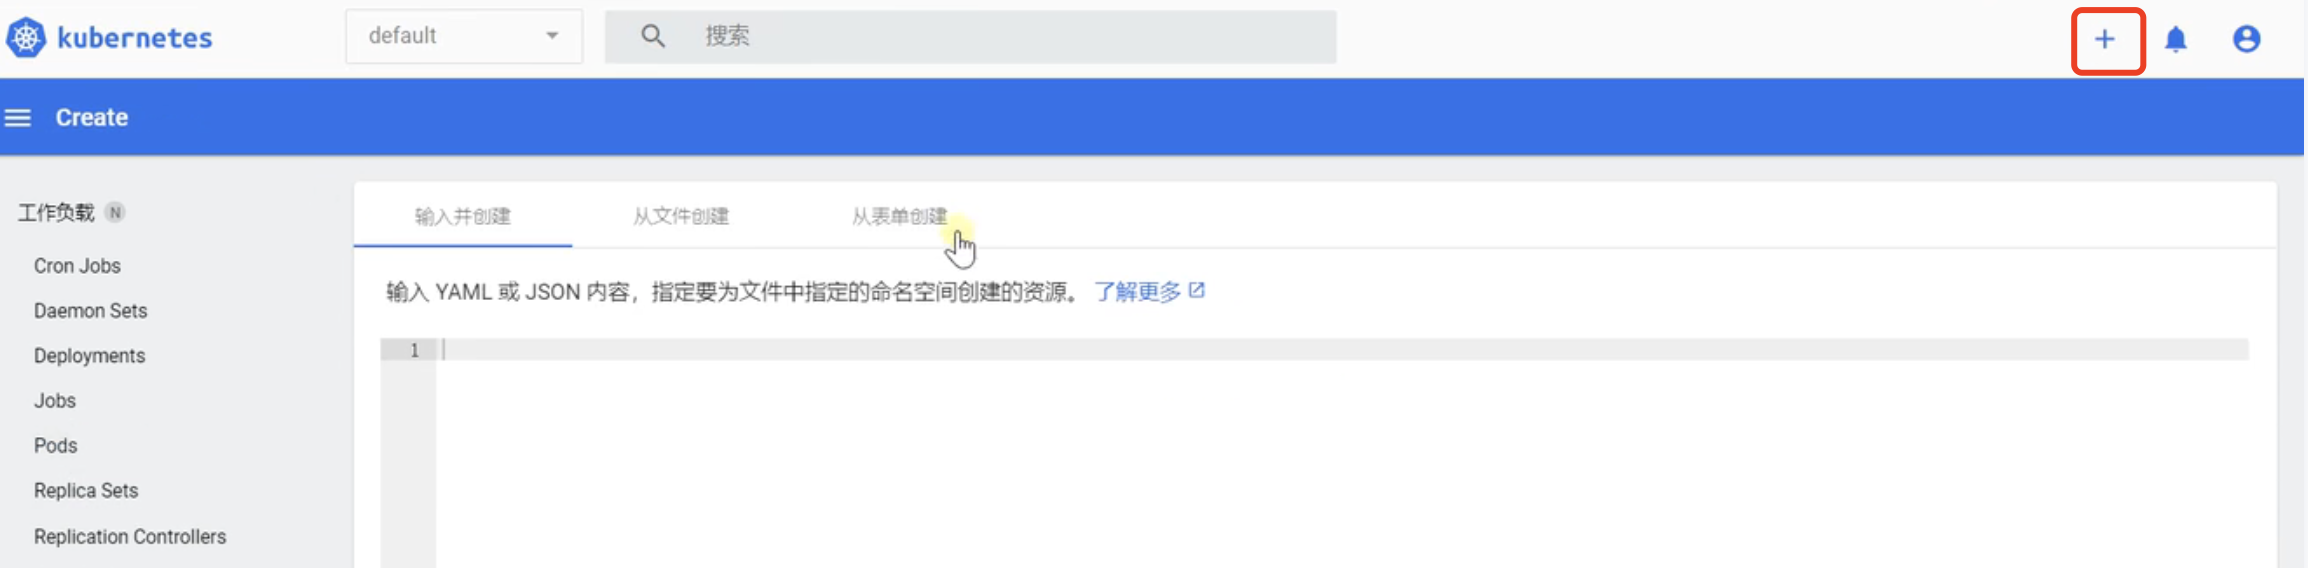 kubernetes
default
搜索
Create
工作负载 N
Cron Jobs
Daemon Sets
Deployments
Jobs
Pods
Replica Sets
Replication Controllers
输入并创建 从文件创建 从表单创建
输入 YAML 或 JSON 内容，指定要为文件中指定的命名空间创建的资源。 了解更多
1